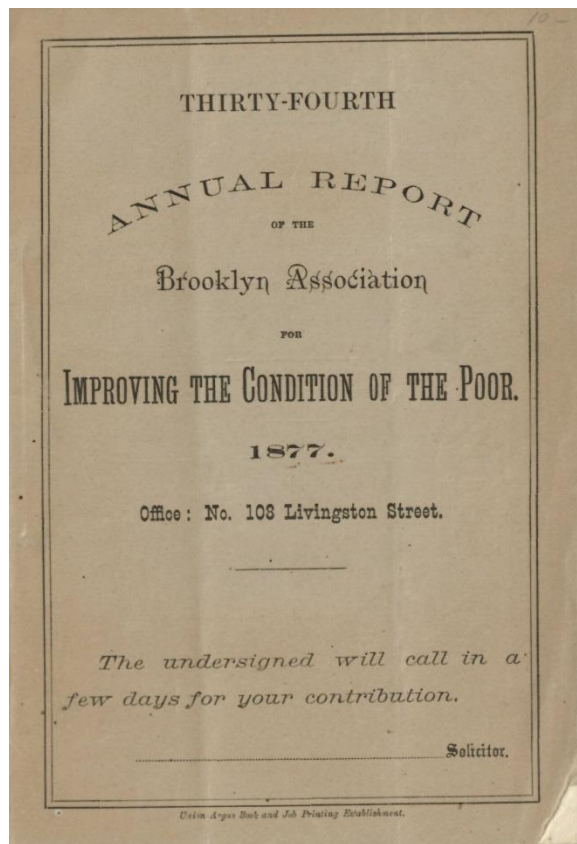 10 –
THIRTY-FOURTH
ANNUAL REPORT
OF THE
Brooklyn Association
FOR
IMPROVING THE CONDITION OF THE POOR.
1877.
Office: No. 108 Livingston Street.
The undersigned will call in a
few days for your contribution.
Solicitor.
Union-Argus Book and Job Printing Establishment.